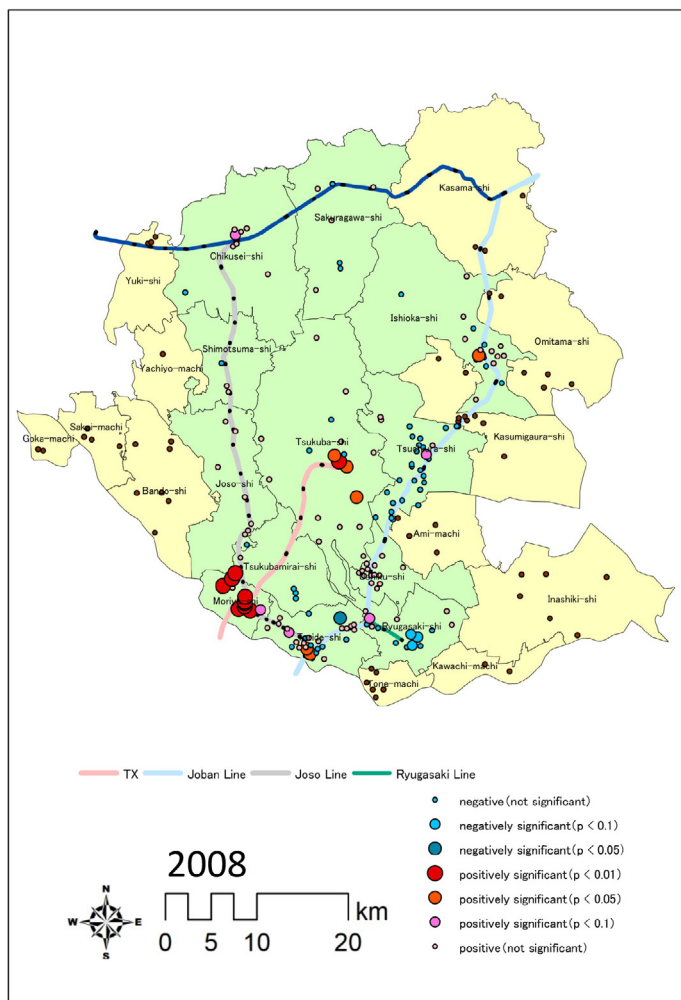 Kasama-shi
Sakuragawa-shi
Chikusei-shi
Yuki-shi
Ishioka-shi
Omitama-shi
Shimotsuma-shi
Yachiyo-machi
Sakai-machi
Goka-machi
Kasumigaura-shi
Tsukuba-shi
Bando-shi
Joso-shi
Ami-machi
Tsukubamirai-shi
Inashiki-shi
Ryugasaki-shi
Kawachi-machi
Tone-machi
TX Joban Line Joso Line Ryugasaki Line
negative(not significant)
negatively significant(p < 0.1)
negatively significant(p < 0.05)
positively significant(p < 0.01)
positively significant(p < 0.05)
positively significant(p < 0.1)
positive(not significant)
2008
N
W E
S
km
0 5 10 20